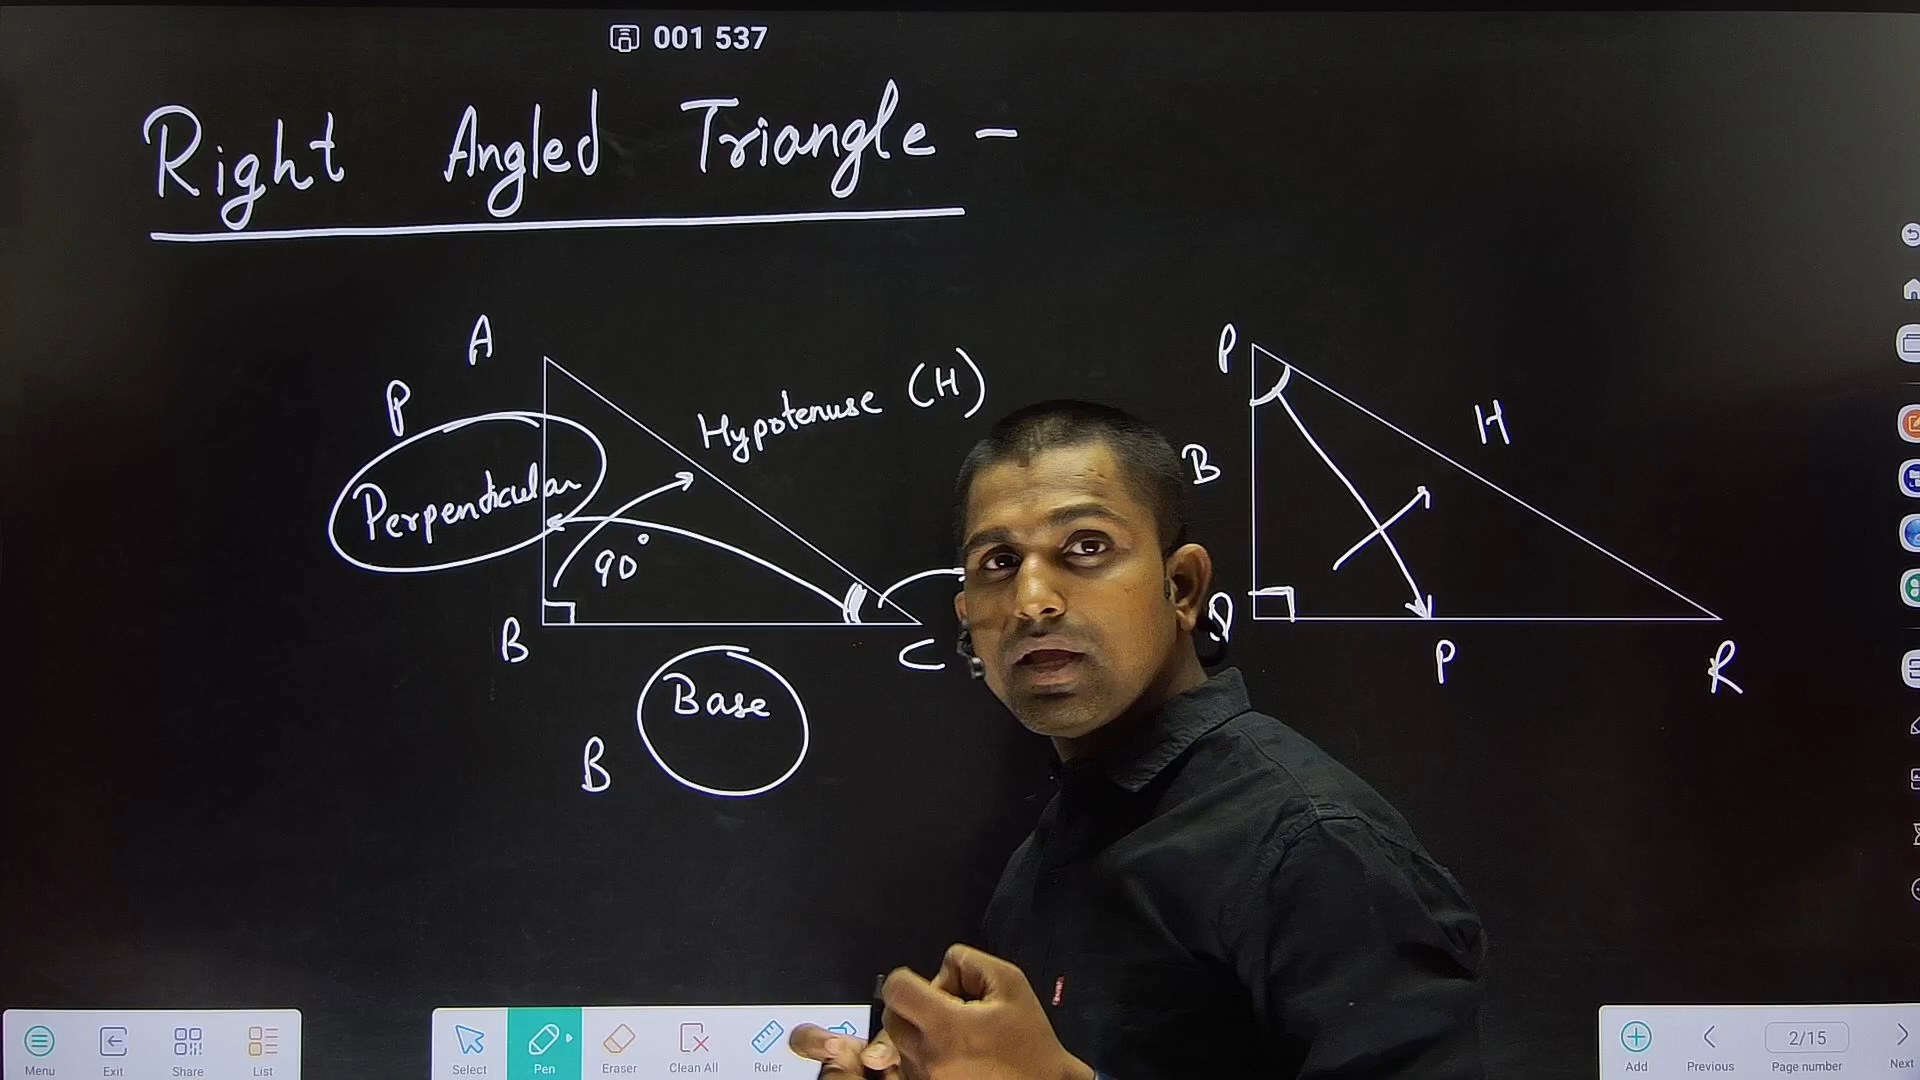 001 537
Right Angled Triangle -
A
P
Perpendicular
Hypotenuse (H)
90°
B
C
Base
B
P
B
H
Q
P
R
Menu
Exit
Share
List
Select
Pen
Eraser
Clean All
Ruler
Add
Previous
2/15
Page number
Next